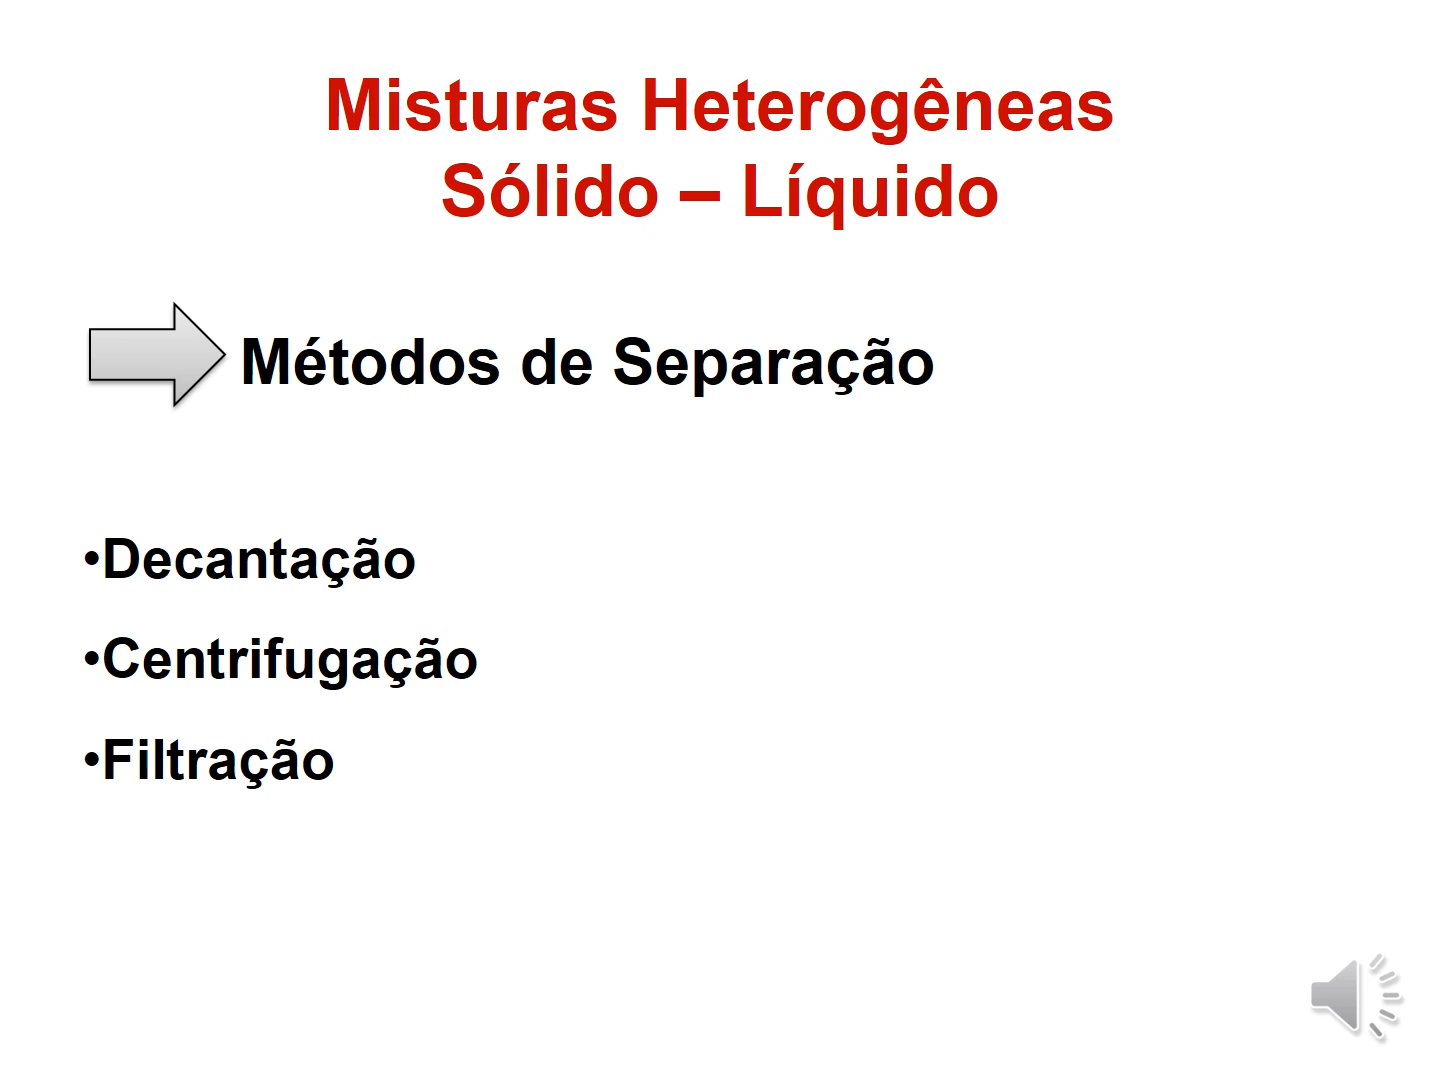 Misturas Heterogêneas
Sólido – Líquido
Métodos de Separação
•Decantação
•Centrifugação
•Filtração